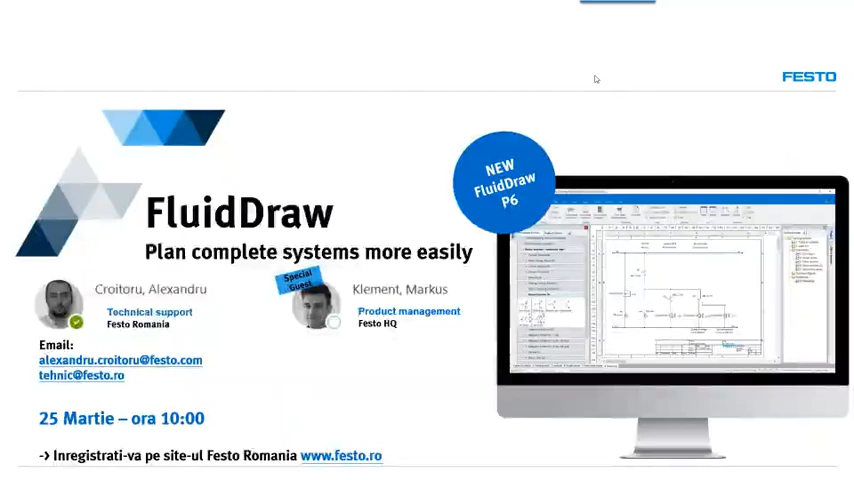 FESTO
NEW
FluidDraw
P6
FluidDraw
Plan complete systems more easily
Special
Guest
Croitoru, Alexandru
Klement, Markus
Technical support
Product management
Festo Romania
Festo HQ
Email:
alexandru.croitoru@festo.com
tehnic@festo.ro
25 Martie – ora 10:00
-> Inregistrati-va pe site-ul Festo Romania www.festo.ro